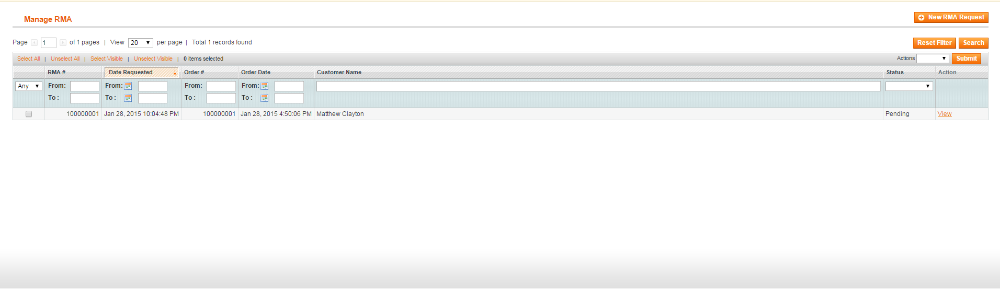 Manage RMA
New RMA Request
Page 1 of 1 pages | View 20 per page | Total 1 records found
Reset Filter Search
Select All | Unselect All | Select Visible | Unselect Visible | 0 items selected
Actions Submit
RMA # Date Requested Order # Order Date Customer Name Status Action
Any From: From: From: From:
To : To : To : To :
100000001 Jan 28, 2015 10:04:48 PM 100000001 Jan 28, 2015 4:50:06 PM Matthew Clayton Pending View